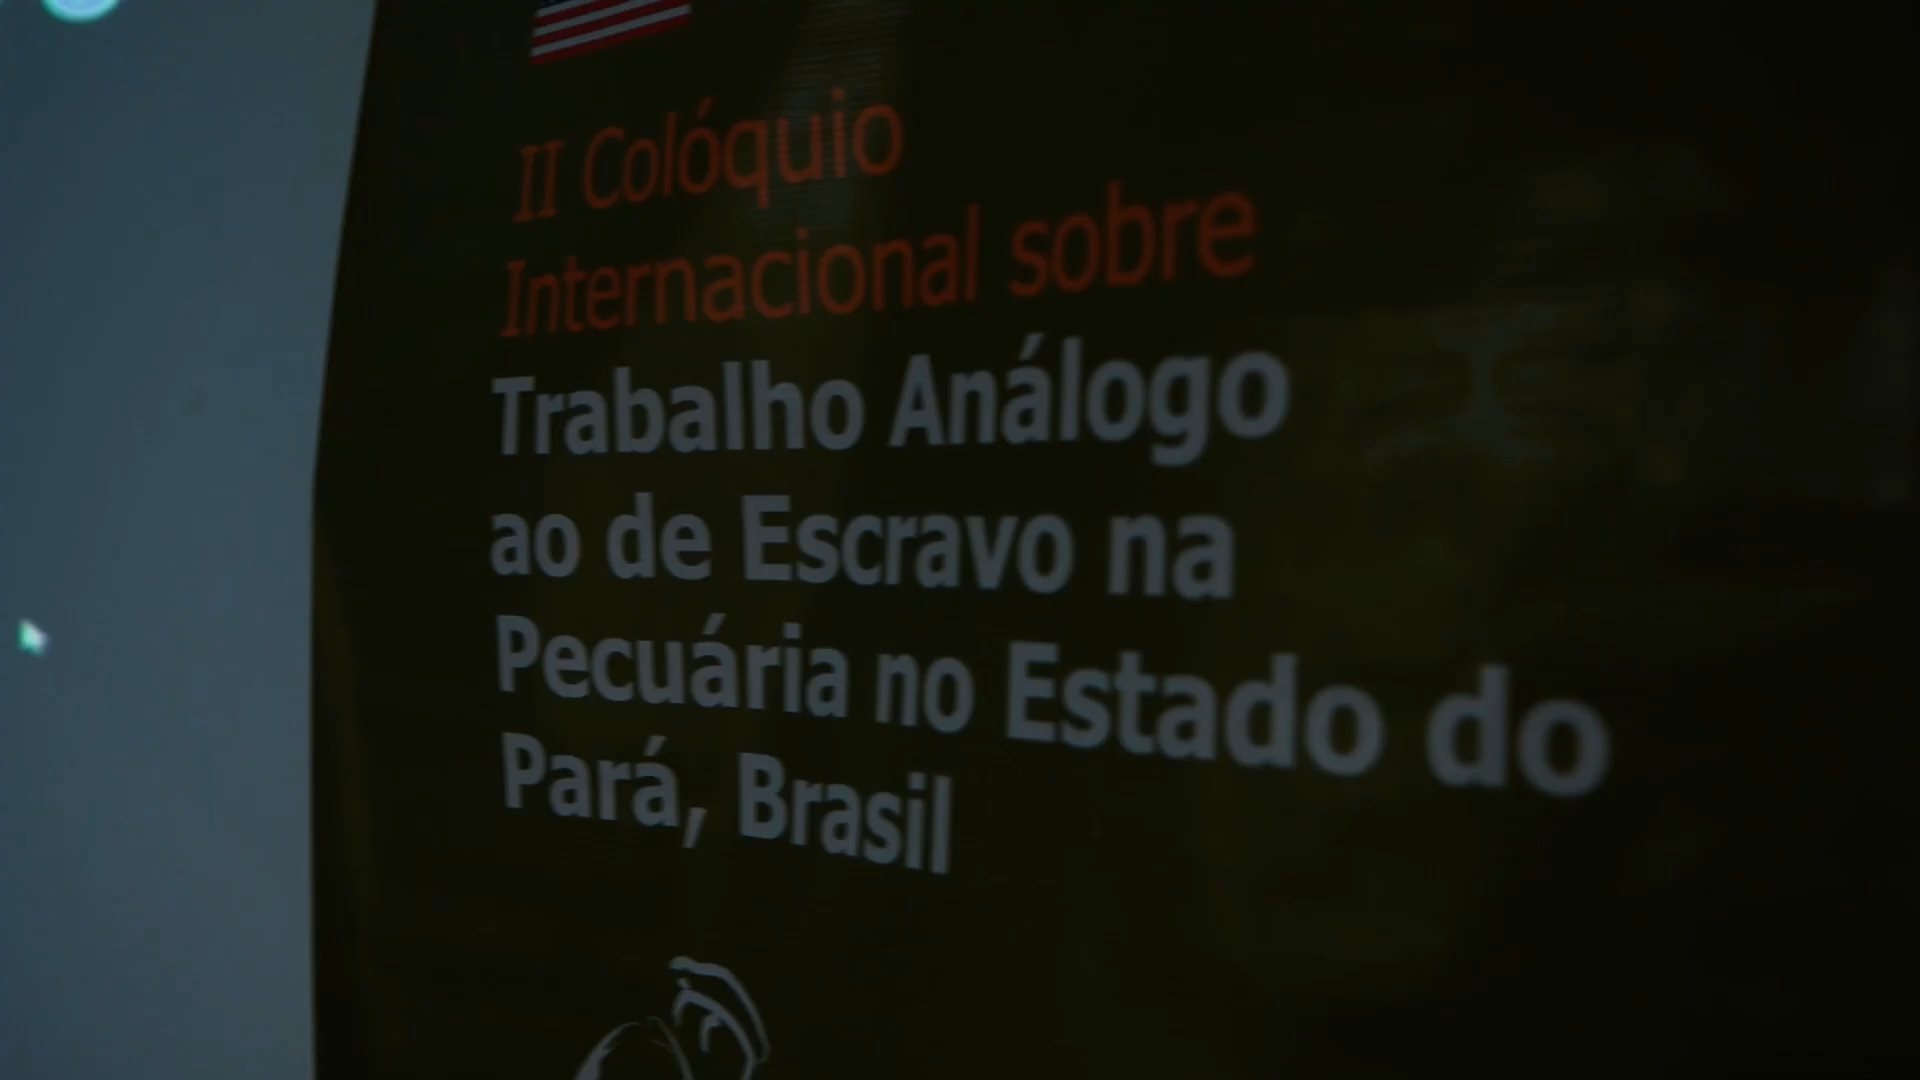 II Colóquio
Internacional sobre
Trabalho Análogo
ao de Escravo na
Pecuária no Estado do
Pará, Brasil